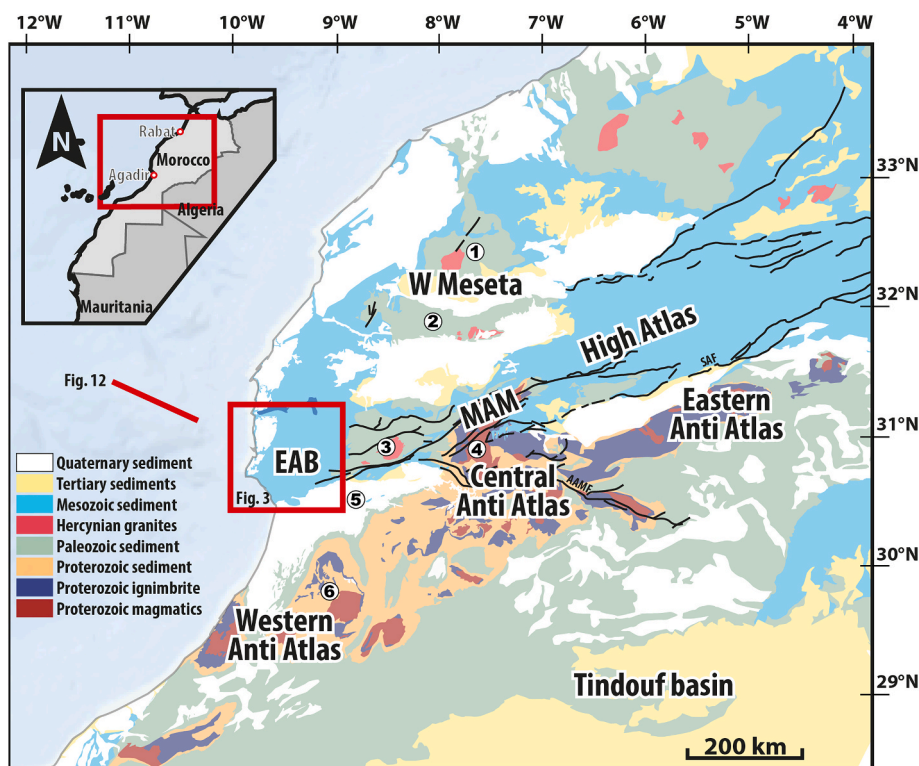 12°W 11°W 10°W 9°W 8°W 7°W 6°W 5°W 4°W
N
Rabat
Morocco
Agadir
Algeria
Mauritania
33°N
1
W Meseta
2
32°N
High Atlas
SAF
Fig. 12
MAM
Eastern
Anti Atlas
31°N
3
4
EAB
Fig. 3
5
Central
Anti Atlas
AAMF
Quaternary sediment
Tertiary sediments
Mesozoic sediment
Hercynian granites
Paleozoic sediment
Proterozoic sediment
Proterozoic ignimbrite
Proterozoic magmatics
30°N
6
Western
Anti Atlas
29°N
Tindouf basin
200 km